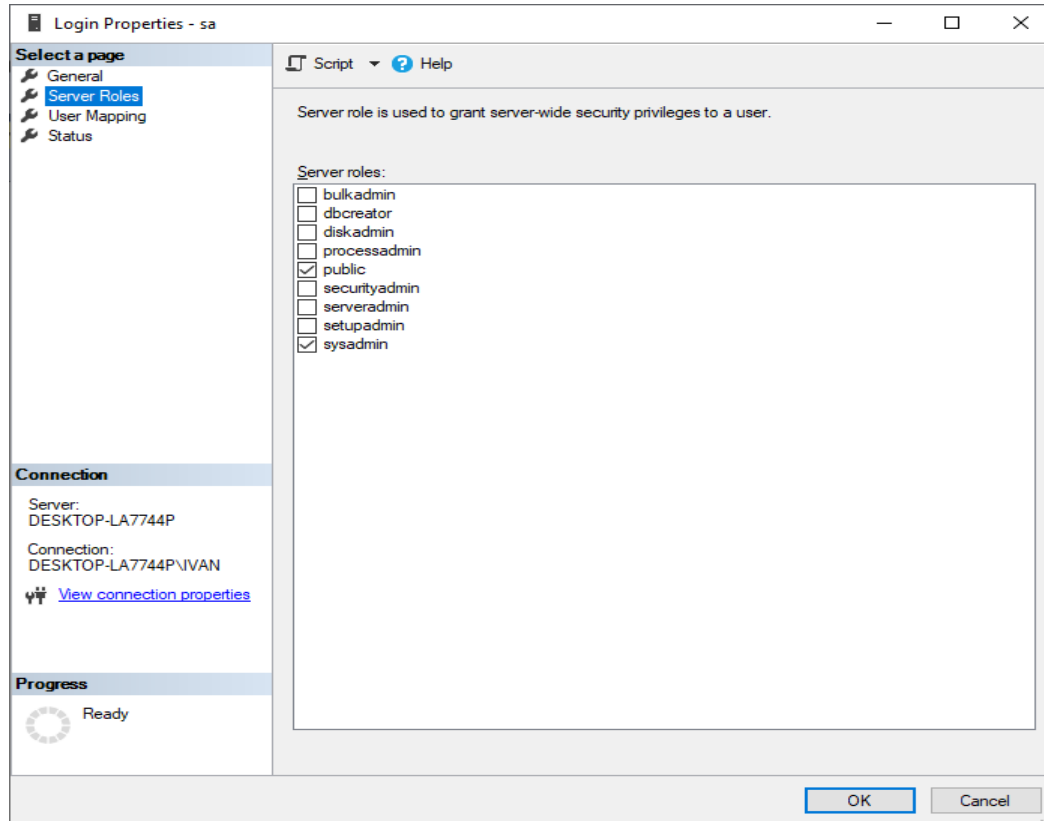 Login Properties - sa
Select a page
General
Server Roles
User Mapping
Status
Script
Help
Server role is used to grant server-wide security privileges to a user.
Server roles:
bulkadmin
dbcreator
diskadmin
processadmin
public
securityadmin
serveradmin
setupadmin
sysadmin
Connection
Server:
DESKTOP-LA7744P
Connection:
DESKTOP-LA7744P\IVAN
View connection properties
Progress
Ready
OK
Cancel